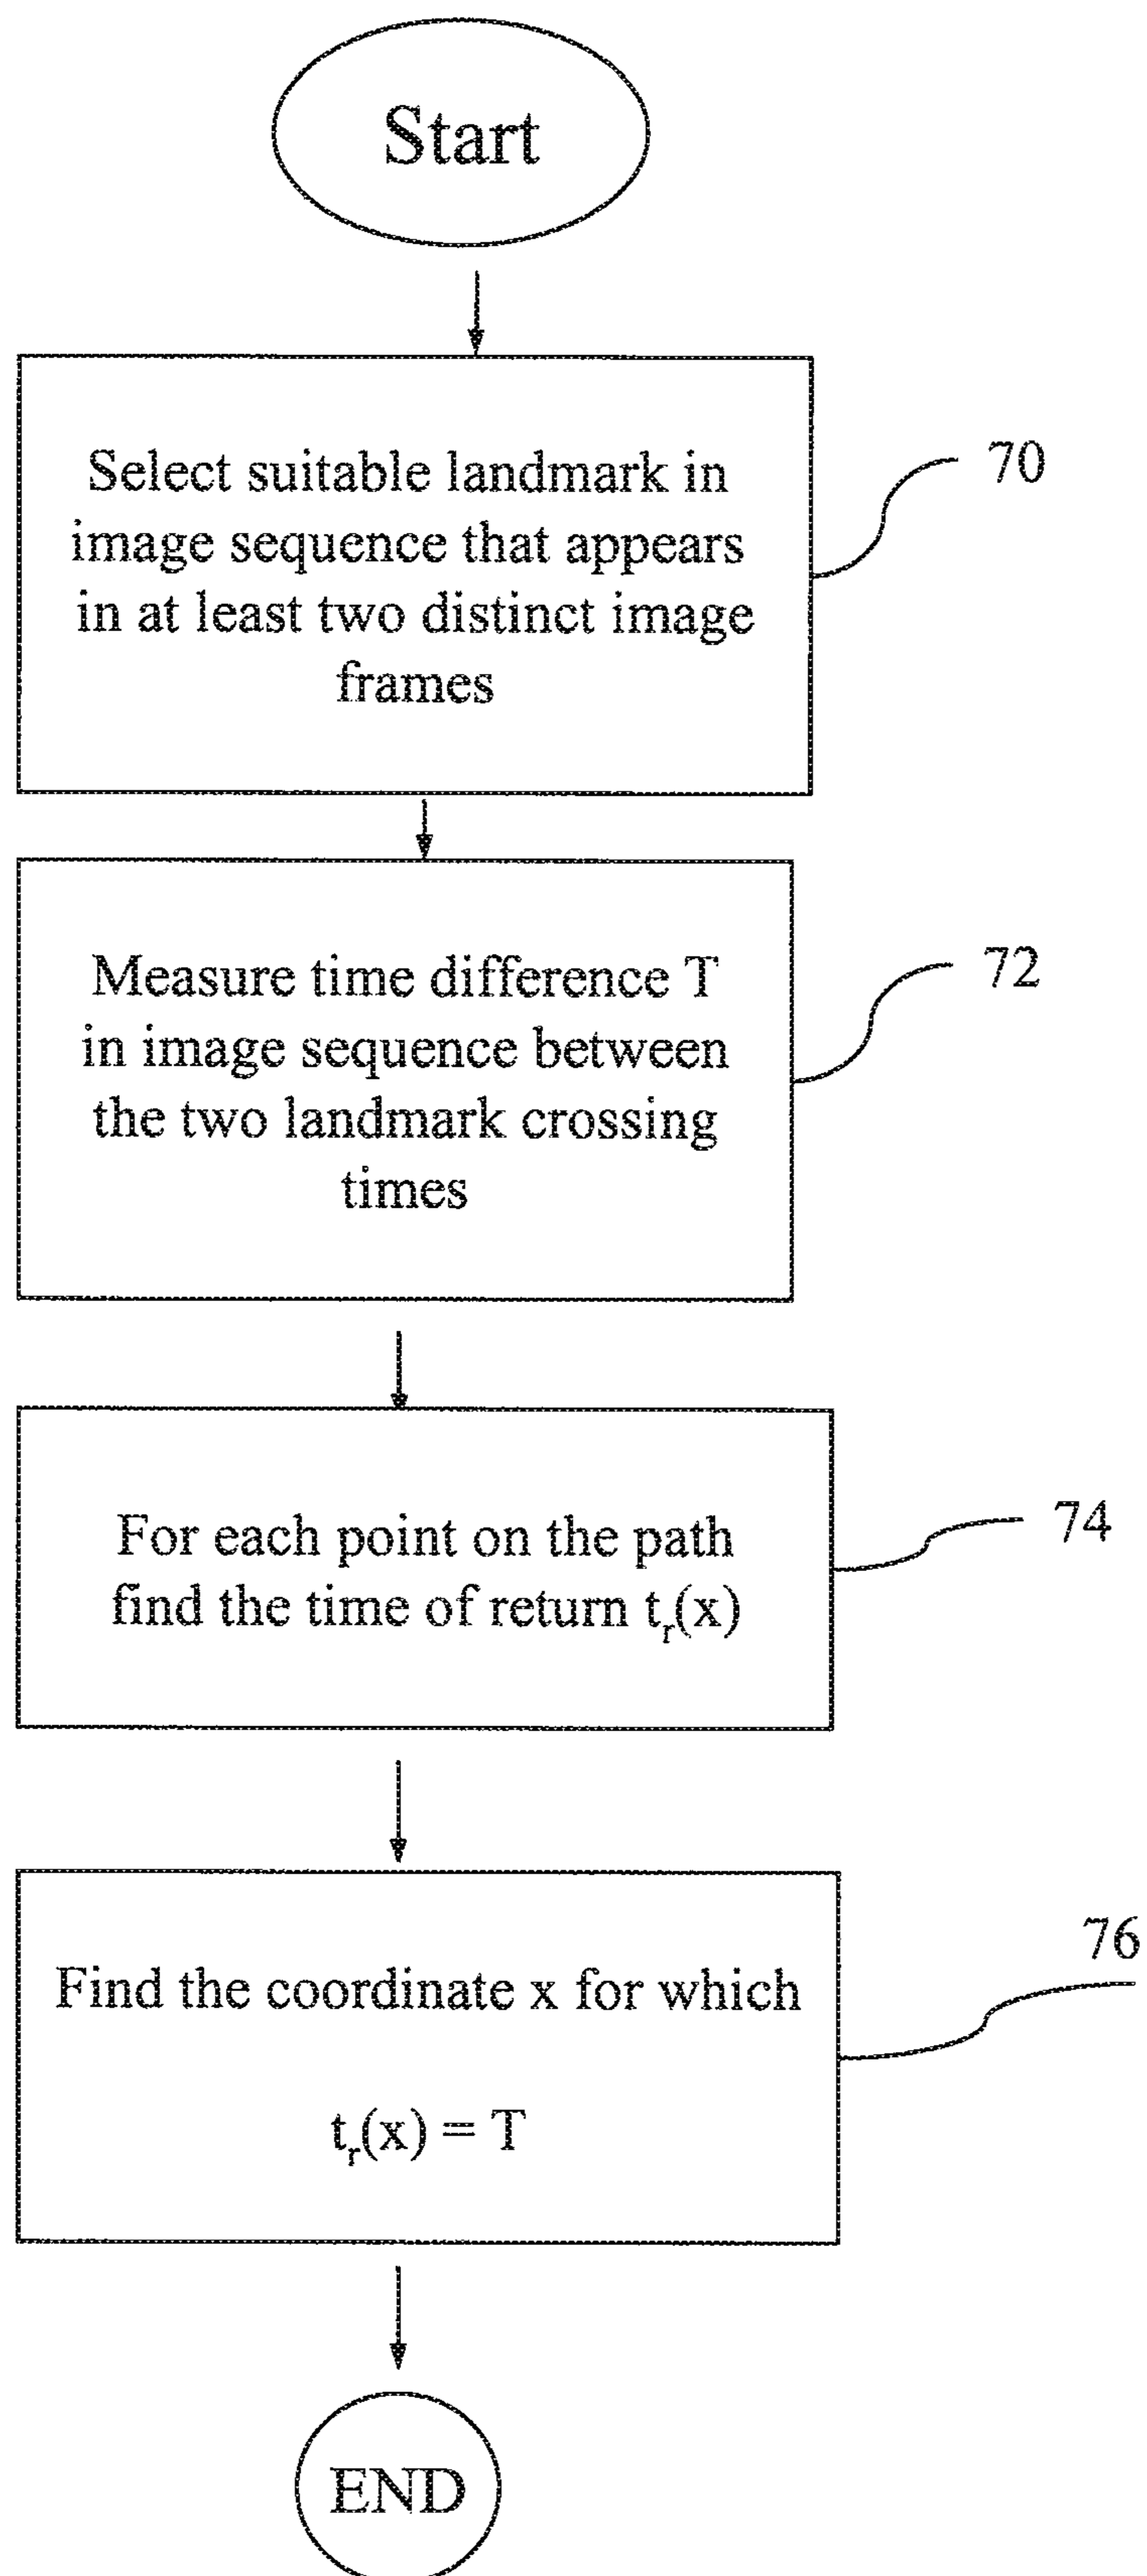 Start
Select suitable landmark in
image sequence that appears
in at least two distinct image
frames
70
Measure time difference T
in image sequence between
the two landmark crossing
times
72
For each point on the path
find the time of return tᵣ(x)
74
Find the coordinate x for which
tᵣ(x) = T
76
END